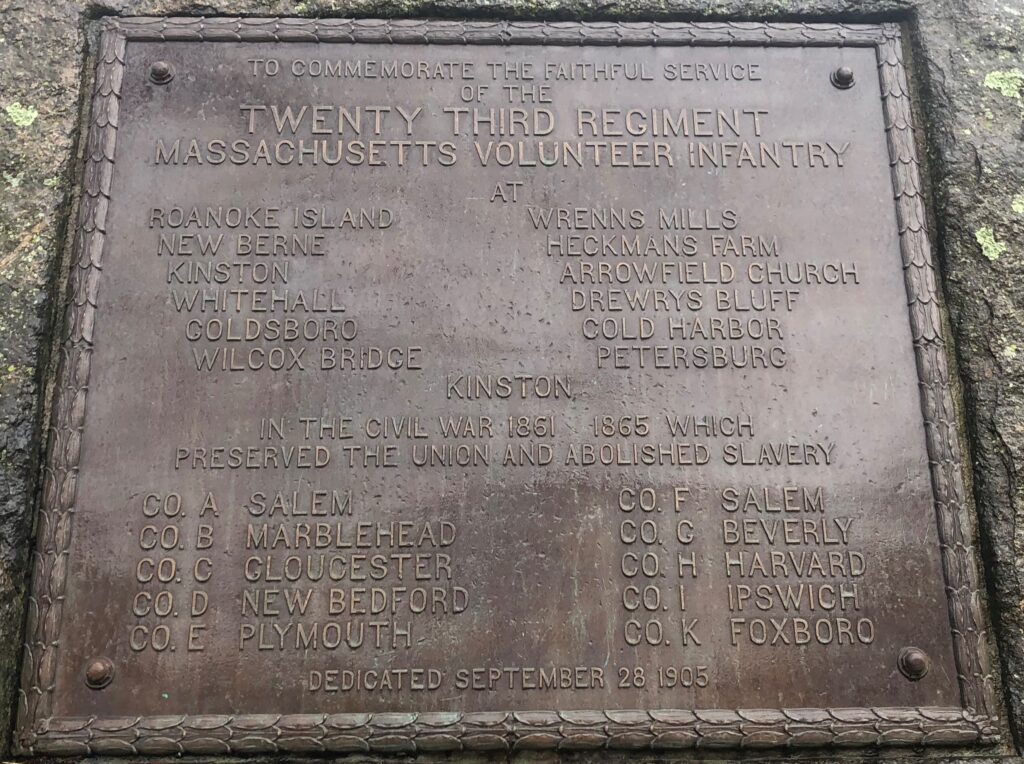 TO COMMEMORATE THE FAITHFUL SERVICE
OF THE
TWENTY THIRD REGIMENT
MASSACHUSETTS VOLUNTEER INFANTRY
AT
ROANOKE ISLAND WRENNS MILLS
NEW BERNE HECKMANS FARM
KINSTON ARROWFIELD CHURCH
WHITEHALL DREWRYS BLUFF
GOLDSBORO COLD HARBOR
WILCOX BRIDGE PETERSBURG
KINSTON
IN THE CIVIL WAR 1861 1865 WHICH
PRESERVED THE UNION AND ABOLISHED SLAVERY
CO. A SALEM CO. F SALEM
CO. B MARBLEHEAD CO. G BEVERLY
CO. C GLOUCESTER CO. H HARVARD
CO. D NEW BEDFORD CO. I IPSWICH
CO. E PLYMOUTH CO. K FOXBORO
DEDICATED SEPTEMBER 28 1905